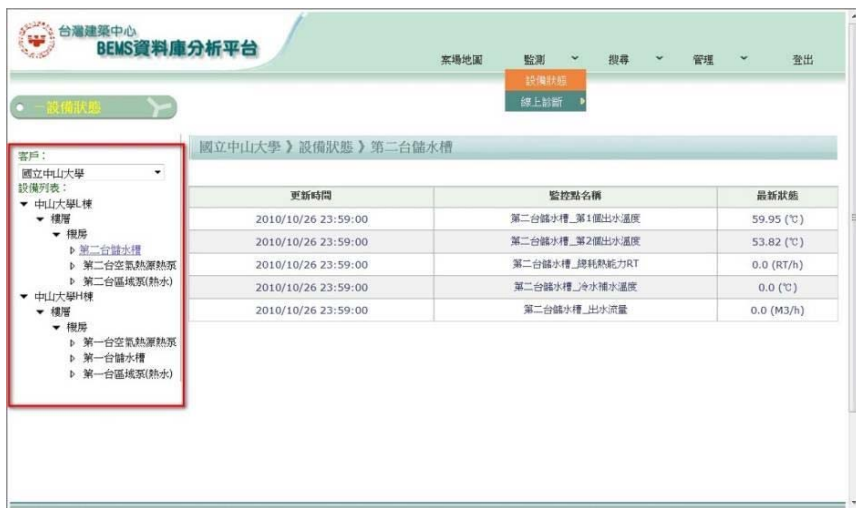 台灣建築中心
BEMS資料庫分析平台
案場地圖 監測 搜尋 管理 登出
設備狀態
線上診斷
－設備狀態
國立中山大學 》設備狀態 》第二台儲水槽
客戶：
國立中山大學
設備列表：
中山大學L棟
樓層
機房
第二台儲水槽
第二台空氣熱源熱泵
第二台區域泵(熱水)
中山大學H棟
樓層
機房
第一台空氣熱源熱泵
第一台儲水槽
第一台區域泵(熱水)
更新時間 監控點名稱 最新狀態
2010/10/26 23:59:00 第二台儲水槽_第1個出水溫度 59.95 (℃)
2010/10/26 23:59:00 第二台儲水槽_第2個出水溫度 53.82 (℃)
2010/10/26 23:59:00 第二台儲水槽_總耗熱能力RT 0.0 (RT/h)
2010/10/26 23:59:00 第二台儲水槽_冷水補水溫度 0.0 (℃)
2010/10/26 23:59:00 第二台儲水槽_出水流量 0.0 (M3/h)